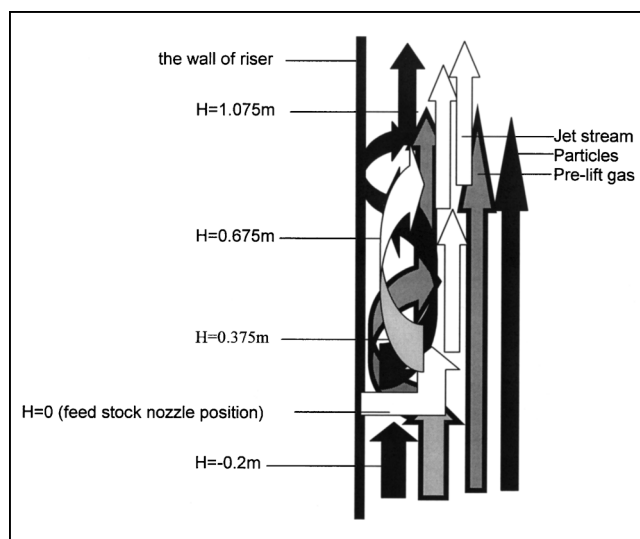 the wall of riser
H=1.075m
Jet stream
Particles
Pre-lift gas
H=0.675m
H=0.375m
H=0 (feed stock nozzle position)
H=-0.2m